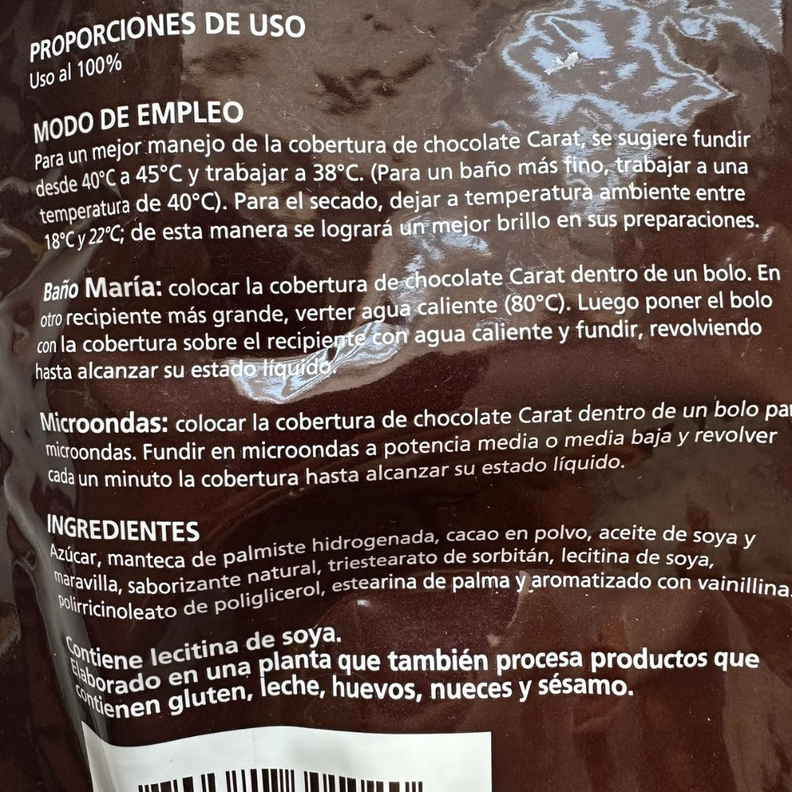 PROPORCIONES DE USO
Uso al 100%
MODO DE EMPLEO
Para un mejor manejo de la cobertura de chocolate Carat, se sugiere fundir
desde 40°C a 45°C y trabajar a 38°C. (Para un baño más fino, trabajar a una
temperatura de 40°C). Para el secado, dejar a temperatura ambiente entre
18°C y 22°C; de esta manera se logrará un mejor brillo en sus preparaciones.
Baño María: colocar la cobertura de chocolate Carat dentro de un bolo. En
otro recipiente más grande, verter agua caliente (80°C). Luego poner el bolo
con la cobertura sobre el recipiente con agua caliente y fundir, revolviendo
hasta alcanzar su estado líquido.
Microondas: colocar la cobertura de chocolate Carat dentro de un bolo par
microondas. Fundir en microondas a potencia media o media baja y revolver
cada un minuto la cobertura hasta alcanzar su estado líquido.
INGREDIENTES
Azúcar, manteca de palmiste hidrogenada, cacao en polvo, aceite de soya y
maravilla, saborizante natural, triestearato de sorbitán, lecitina de soya,
polirricinoleato de poliglicerol, estearina de palma y aromatizado con vainillina.
Contiene lecitina de soya.
Elaborado en una planta que también procesa productos que
contienen gluten, leche, huevos, nueces y sésamo.